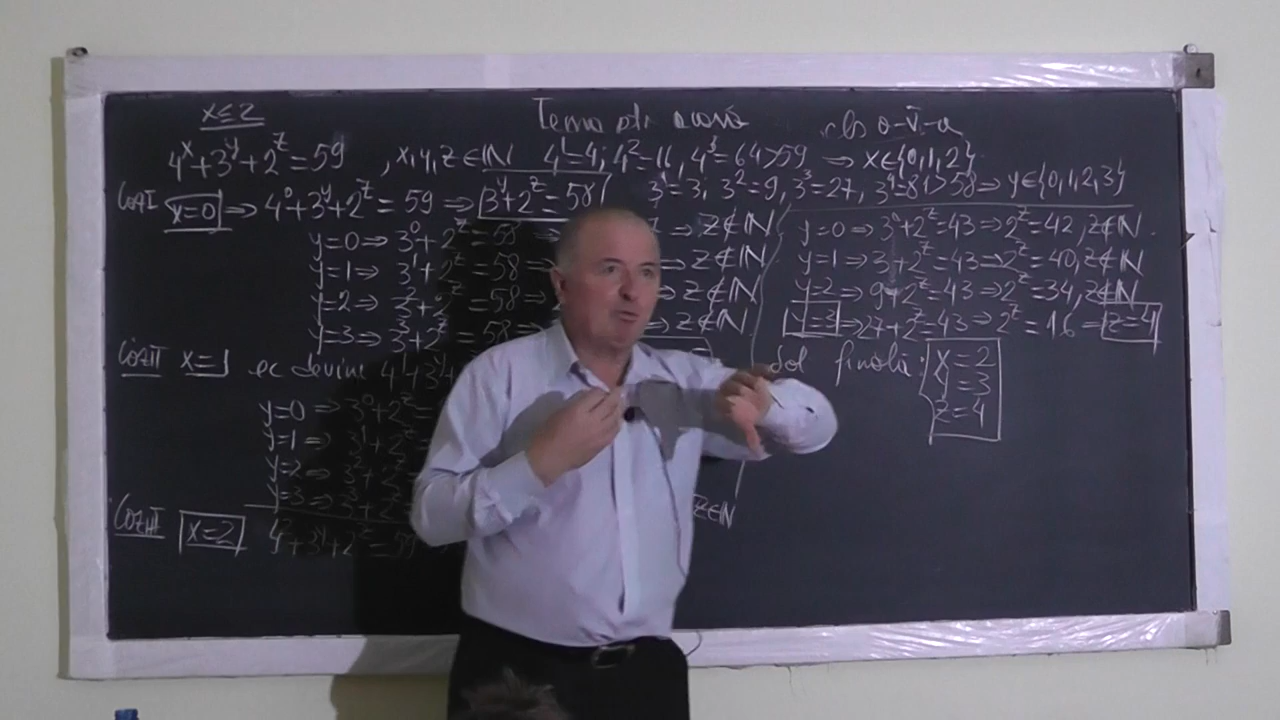 x≤2
Tema pt. acasă cls a-V-a
4^x+3^y+2^z=59 , x,y,z∈ℕ 4^1=4; 4^2=16, 4^3=64>59 ⇒ x∈{0,1,2}
3^1=3; 3^2=9, 3^3=27, 3^4=81>58 ⇒ y∈{0,1,2,3}
Caz I x=0 ⇒ 4^0+3^y+2^z=59 ⇒ 3^y+2^z=58
y=0 ⇒ 3^0+2^z=58 ⇒ z∉ℕ
y=1 ⇒ 3^1+2^z=58 ⇒ z∉ℕ
y=2 ⇒ 3^2+2^z=58 ⇒ z∉ℕ
y=3 ⇒ 3^3+2^z=58 ⇒ z∉ℕ
Caz II x=1 ec devine 4^1+3^y
y=0 ⇒ 3^0+2^z=
y=1 ⇒ 3^1+2^z=
y=2 ⇒ 3^2+2^z
y=3 ⇒ 3^3+2^z
z∉ℕ
Caz III x=2 4^2+3^y+2^z=59
y=0 ⇒ 3^0+2^z=43 ⇒ 2^z=42, z∉ℕ.
y=1 ⇒ 3+2^z=43 ⇒ 2^z=40, z∉ℕ
y=2 ⇒ 9+2^z=43 ⇒ 2^z=34, z∉ℕ
y=3 ⇒ 27+2^z=43 ⇒ 2^z=16 ⇒ z=4
Sol finală: x=2
y=3
z=4